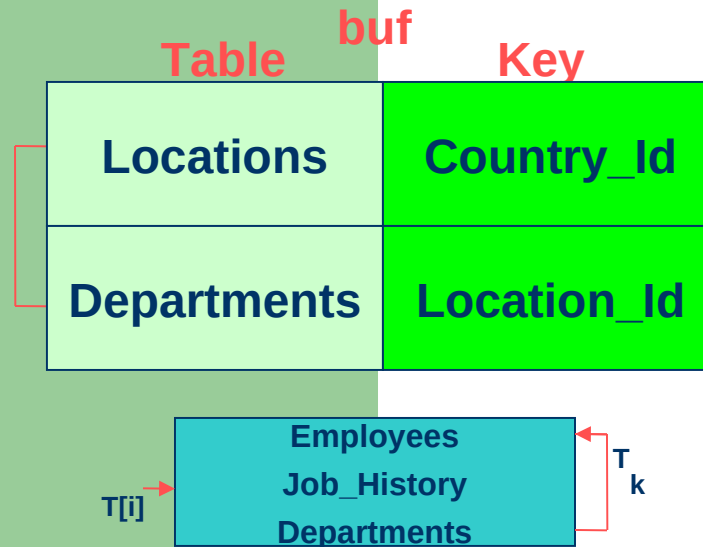 buf
Table Key
Locations Country_Id
Departments Location_Id
Employees
Job_History
Departments
T[i]
T
k